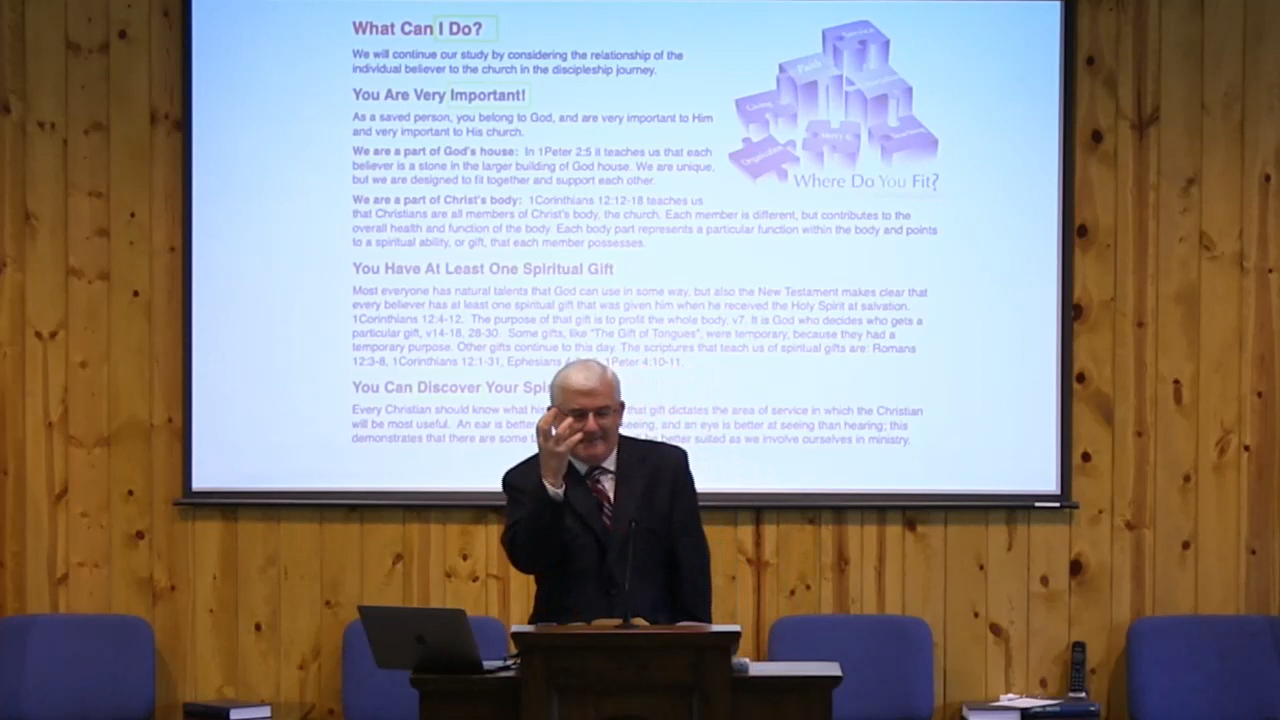 What Can I Do?
We will continue our study by considering the relationship of the
individual believer to the church in the discipleship journey.
You Are Very Important!
As a saved person, you belong to God, and are very important to Him
and very important to His church.
We are a part of God's house: In 1Peter 2:5 it teaches us that each
believer is a stone in the larger building of God house. We are unique,
but we are designed to fit together and support each other.
We are a part of Christ's body: 1Corinthians 12:12-18 teaches us
that Christians are all members of Christ's body, the church. Each member is different, but contributes to the
overall health and function of the body. Each body part represents a particular function within the body and points
to a spiritual ability, or gift, that each member possesses.
Service
Faith
Giving
Mercy
Teaching
Where Do You Fit?
You Have At Least One Spiritual Gift
Most everyone has natural talents that God can use in some way, but also the New Testament makes clear that
every believer has at least one spiritual gift that was given him when he received the Holy Spirit at salvation.
1Corinthians 12:4-12. The purpose of that gift is to profit the whole body, v7. It is God who decides who gets a
particular gift, v14-18, 28-30. Some gifts, like "The Gift of Tongues", were temporary, because they had a
temporary purpose. Other gifts continue to this day. The scriptures that teach us of spiritual gifts are: Romans
12:3-8, 1Corinthians 12:1-31, Ephesians 1Peter 4:10-11.
You Can Discover Your
Every Christian should know what that gift dictates the area of service in which the Christian
will be most useful. An ear is better seeing, and an eye is better at seeing than hearing; this
demonstrates that there are some better suited as we involve ourselves in ministry.